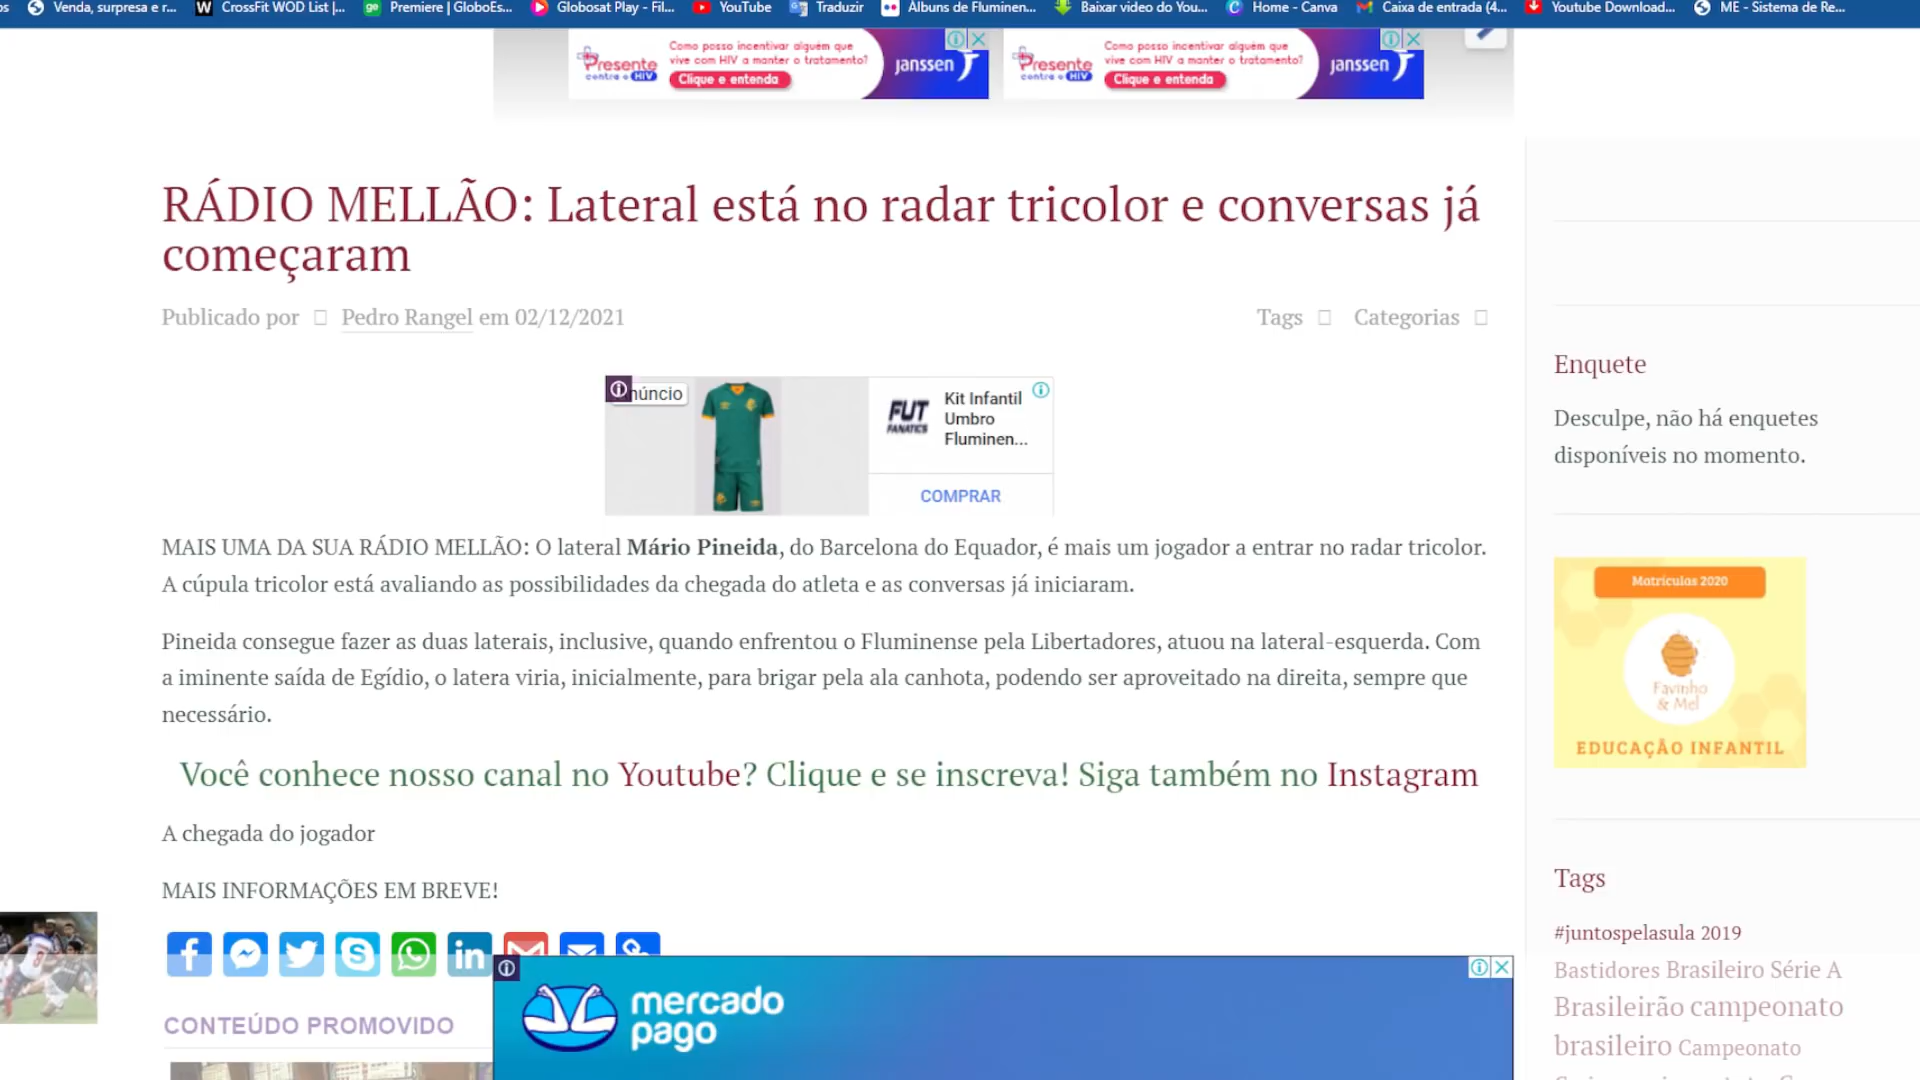 Venda, surpresa e r...
CrossFit WOD List |...
Premiere | GloboEs...
Globosat Play - Fil...
YouTube
Traduzir
Álbuns de Fluminen...
Baixar video do You...
Home - Canva
Caixa de entrada (4...
Youtube Download...
ME - Sistema de Re...
Presente contra o HIV
Como posso incentivar alguém que
vive com HIV a manter o tratamento?
Clique e entenda
janssen
Presente contra o HIV
Como posso incentivar alguém que
vive com HIV a manter o tratamento?
Clique e entenda
janssen
RÁDIO MELLÃO: Lateral está no radar tricolor e conversas já
começaram
Publicado por Pedro Rangel em 02/12/2021
Tags Categorias
núncio
FUT
FANATICS
Kit Infantil
Umbro
Fluminen...
COMPRAR
MAIS UMA DA SUA RÁDIO MELLÃO: O lateral Mário Pineida, do Barcelona do Equador, é mais um jogador a entrar no radar tricolor.
A cúpula tricolor está avaliando as possibilidades da chegada do atleta e as conversas já iniciaram.
Pineida consegue fazer as duas laterais, inclusive, quando enfrentou o Fluminense pela Libertadores, atuou na lateral-esquerda. Com
a iminente saída de Egídio, o latera viria, inicialmente, para brigar pela ala canhota, podendo ser aproveitado na direita, sempre que
necessário.
Você conhece nosso canal no Youtube? Clique e se inscreva! Siga também no Instagram
A chegada do jogador
MAIS INFORMAÇÕES EM BREVE!
CONTEÚDO PROMOVIDO
mercado
pago
Enquete
Desculpe, não há enquetes
disponíveis no momento.
Matrículas 2020
Favinho
& Mel
EDUCAÇÃO INFANTIL
Tags
#juntospelasula 2019
Bastidores Brasileiro Série A
Brasileirão campeonato
brasileiro Campeonato